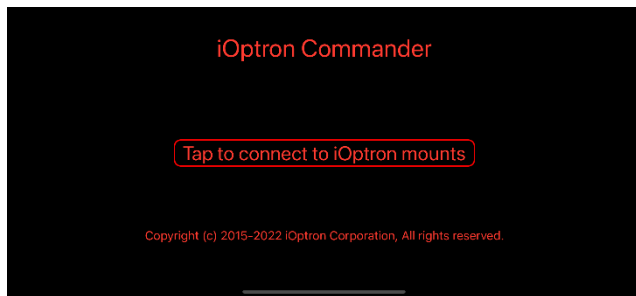 iOptron Commander
Tap to connect to iOptron mounts
Copyright (c) 2015-2022 iOptron Corporation, All rights reserved.